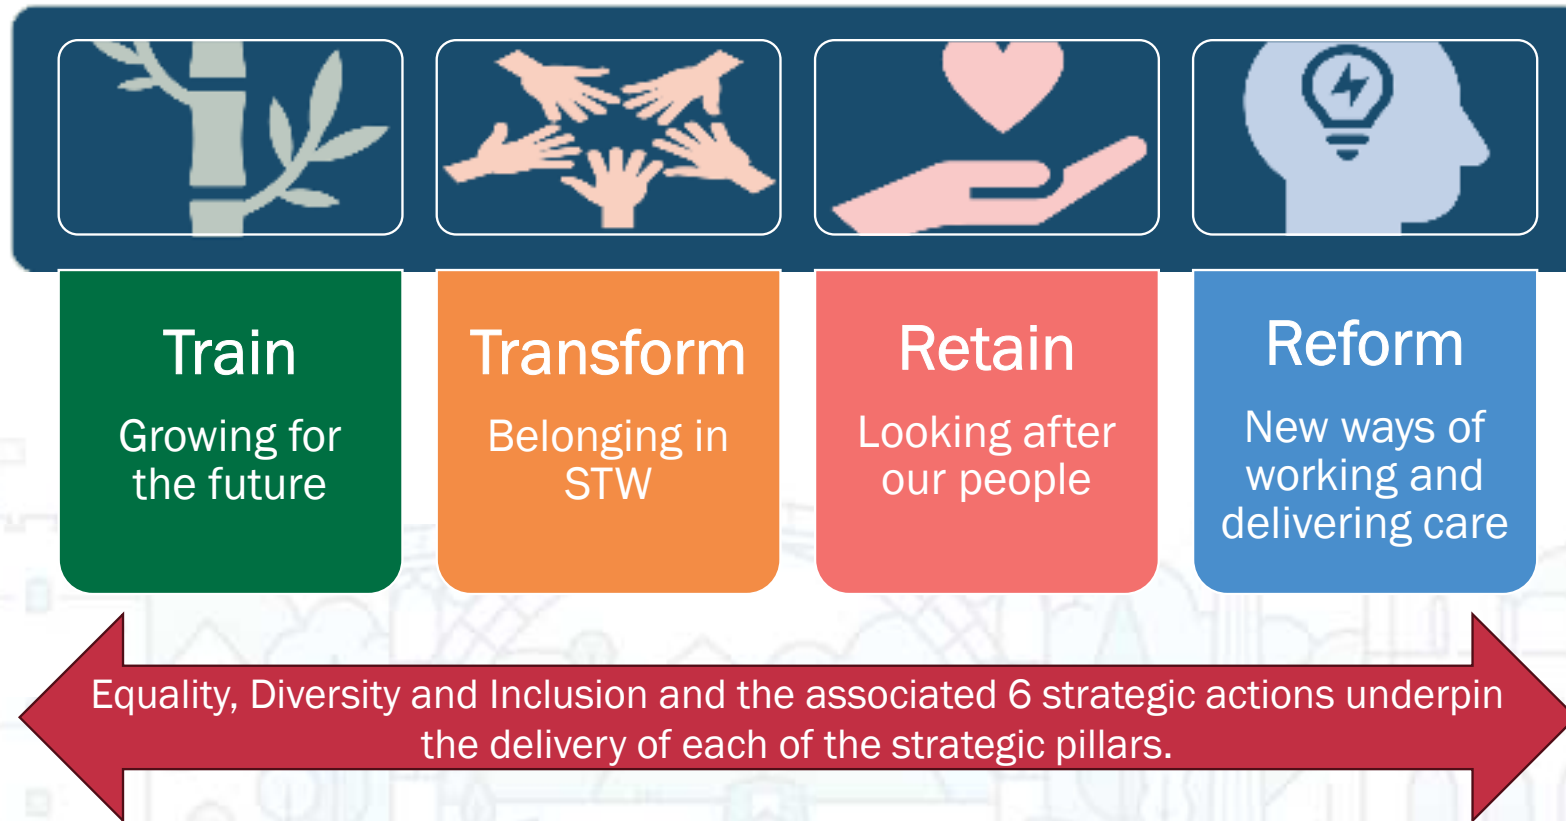 Train
Growing for
the future
Transform
Belonging in
STW
Retain
Looking after
our people
Reform
New ways of
working and
delivering care
Equality, Diversity and Inclusion and the associated 6 strategic actions underpin
the delivery of each of the strategic pillars.